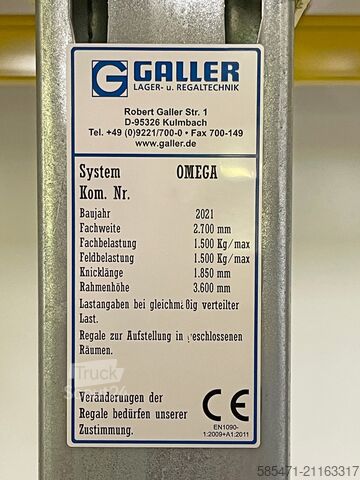 GALLER
LAGER- u. REGALTECHNIK
Robert Galler Str. 1
D-95326 Kulmbach
Tel. +49 (0)9221/700-0 • Fax 700-149
www.galler.de
System OMEGA
Kom. Nr.
Baujahr 2021
Fachweite 2.700 mm
Fachbelastung 1.500 Kg/max
Feldbelastung 1.500 Kg/max
Knicklänge 1.850 mm
Rahmenhöhe 3.600 mm
Lastangaben bei gleichmäßig verteilter
Last.
Regale zur Aufstellung in geschlossenen
Räumen.
Truck
Scout24
Veränderungen der
Regale bedürfen unserer
Zustimmung.
CE
EN1090-
1:2009+A1:2011
585471-21163317